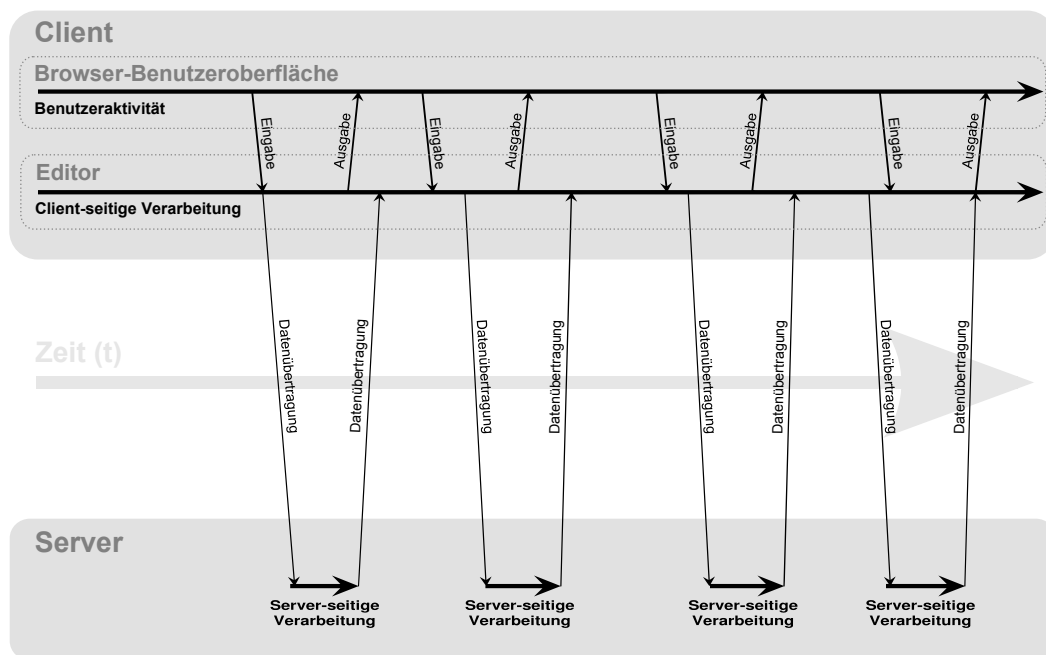 Client
Browser-Benutzeroberfläche
Benutzeraktivität
Eingabe
Ausgabe
Eingabe
Ausgabe
Eingabe
Ausgabe
Eingabe
Ausgabe
Editor
Client-seitige Verarbeitung
Zeit (t)
Datenübertragung
Datenübertragung
Datenübertragung
Datenübertragung
Datenübertragung
Datenübertragung
Datenübertragung
Datenübertragung
Server
Server-seitige
Verarbeitung
Server-seitige
Verarbeitung
Server-seitige
Verarbeitung
Server-seitige
Verarbeitung